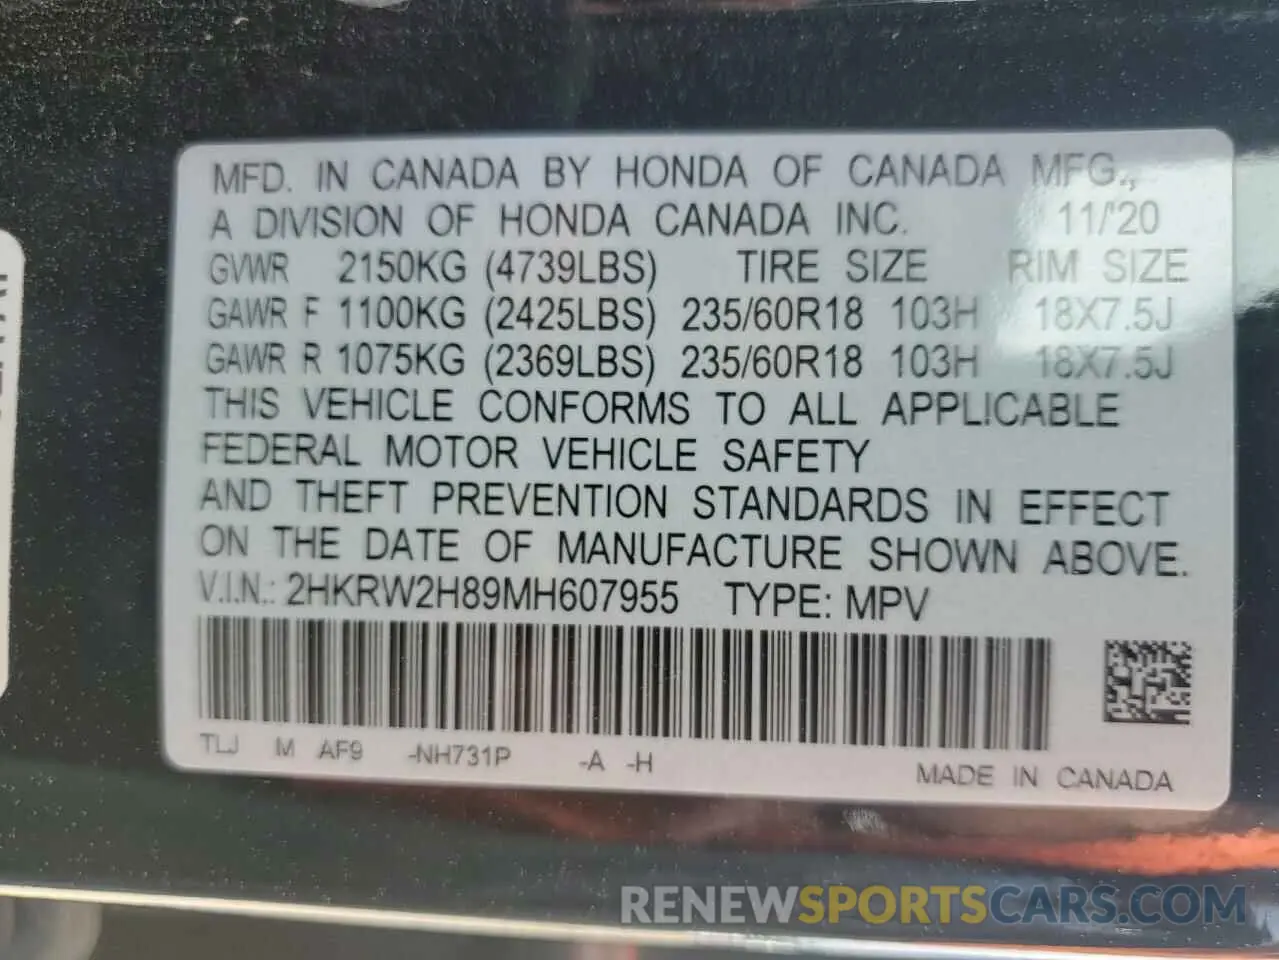 MFD. IN CANADA BY HONDA OF CANADA MFG.,
A DIVISION OF HONDA CANADA INC. 11/'20
GVWR 2150KG (4739LBS) TIRE SIZE RIM SIZE
GAWR F 1100KG (2425LBS) 235/60R18 103H 18X7.5J
GAWR R 1075KG (2369LBS) 235/60R18 103H 18X7.5J
THIS VEHICLE CONFORMS TO ALL APPLICABLE
FEDERAL MOTOR VEHICLE SAFETY
AND THEFT PREVENTION STANDARDS IN EFFECT
ON THE DATE OF MANUFACTURE SHOWN ABOVE.
V.I.N.: 2HKRW2H89MH607955 TYPE: MPV
TLJ M AF9 -NH731P -A -H
MADE IN CANADA
RENEWSPORTSCARS.COM